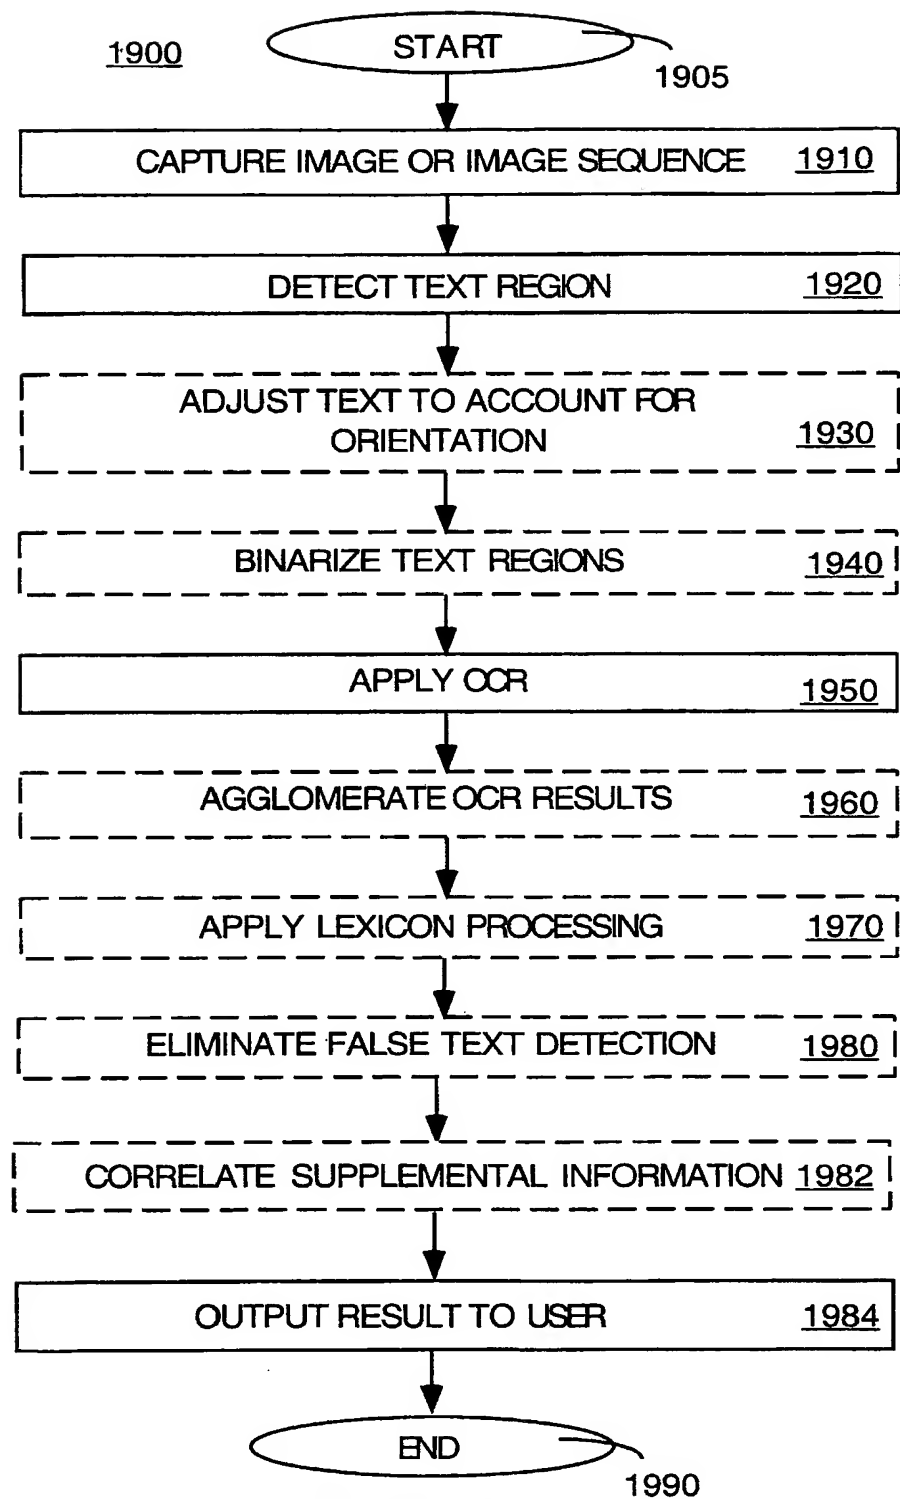 1900
START
1905
CAPTURE IMAGE OR IMAGE SEQUENCE 1910
DETECT TEXT REGION 1920
ADJUST TEXT TO ACCOUNT FOR
ORIENTATION 1930
BINARIZE TEXT REGIONS 1940
APPLY OCR 1950
AGGLOMERATE OCR RESULTS 1960
APPLY LEXICON PROCESSING 1970
ELIMINATE FALSE TEXT DETECTION 1980
CORRELATE SUPPLEMENTAL INFORMATION 1982
OUTPUT RESULT TO USER 1984
END
1990